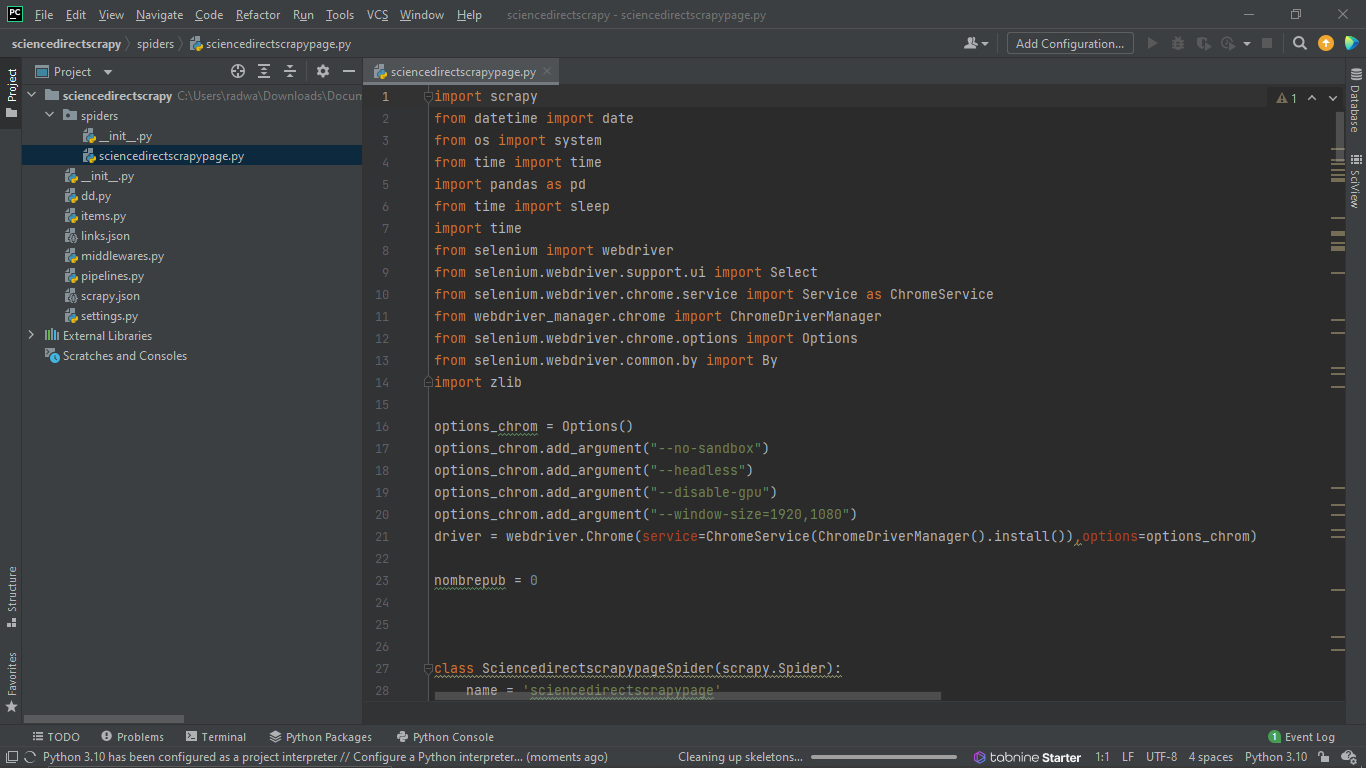 PC File Edit View Navigate Code Refactor Run Tools VCS Window Help sciencedirectscrapy - sciencedirectscrapypage.py
sciencedirectscrapy spiders sciencedirectscrapypage.py Add Configuration...
Project
Structure
Favorites
Project
sciencedirectscrapy C:\Users\radwa\Downloads\Docum
spiders
__init__.py
sciencedirectscrapypage.py
__init__.py
dd.py
items.py
links.json
middlewares.py
pipelines.py
scrapy.json
settings.py
External Libraries
Scratches and Consoles
sciencedirectscrapypage.py
1 import scrapy
2 from datetime import date
3 from os import system
4 from time import time
5 import pandas as pd
6 from time import sleep
7 import time
8 from selenium import webdriver
9 from selenium.webdriver.support.ui import Select
10 from selenium.webdriver.chrome.service import Service as ChromeService
11 from webdriver_manager.chrome import ChromeDriverManager
12 from selenium.webdriver.chrome.options import Options
13 from selenium.webdriver.common.by import By
14 import zlib
15
16 options_chrom = Options()
17 options_chrom.add_argument("--no-sandbox")
18 options_chrom.add_argument("--headless")
19 options_chrom.add_argument("--disable-gpu")
20 options_chrom.add_argument("--window-size=1920,1080")
21 driver = webdriver.Chrome(service=ChromeService(ChromeDriverManager().install()),options=options_chrom)
22
23 nombrepub = 0
24
25
26
27 class SciencedirectscrapypageSpider(scrapy.Spider):
28 name = 'sciencedirectscrapypage'
1
Database
SciView
TODO Problems Terminal Python Packages Python Console 1 Event Log
Python 3.10 has been configured as a project interpreter // Configure a Python interpreter... (moments ago) Cleaning up skeletons... tabnine Starter 1:1 LF UTF-8 4 spaces Python 3.10